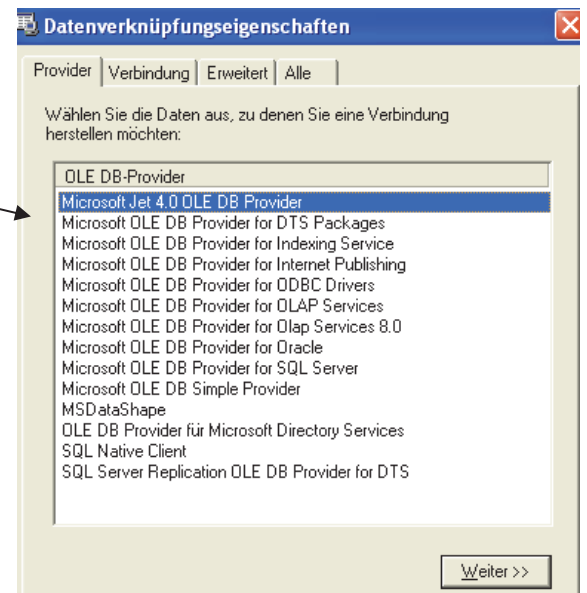 Datenverknüpfungseigenschaften
Provider Verbindung Erweitert Alle
Wählen Sie die Daten aus, zu denen Sie eine Verbindung
herstellen möchten:
OLE DB-Provider
Microsoft Jet 4.0 OLE DB Provider
Microsoft OLE DB Provider for DTS Packages
Microsoft OLE DB Provider for Indexing Service
Microsoft OLE DB Provider for Internet Publishing
Microsoft OLE DB Provider for ODBC Drivers
Microsoft OLE DB Provider for OLAP Services
Microsoft OLE DB Provider for Olap Services 8.0
Microsoft OLE DB Provider for Oracle
Microsoft OLE DB Provider for SQL Server
Microsoft OLE DB Simple Provider
MSDataShape
OLE DB Provider für Microsoft Directory Services
SQL Native Client
SQL Server Replication OLE DB Provider for DTS
Weiter >>